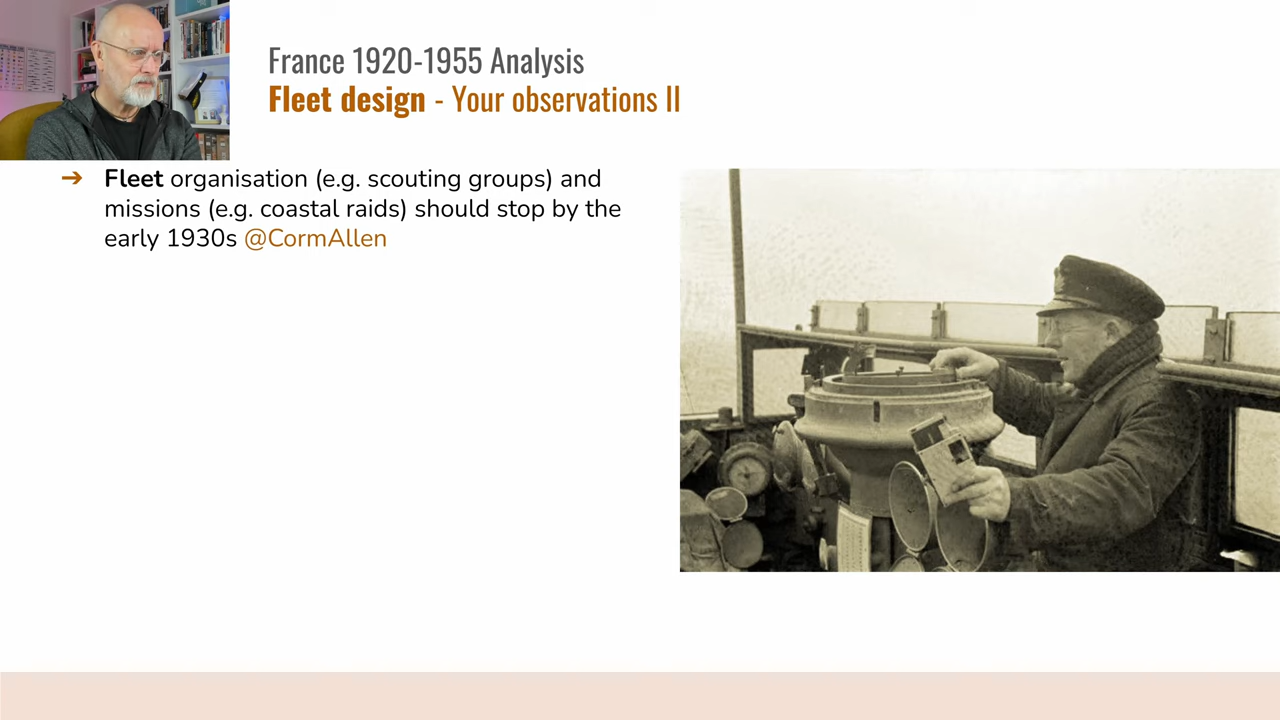 France 1920-1955 Analysis
Fleet design - Your observations II
➔ Fleet organisation (e.g. scouting groups) and
missions (e.g. coastal raids) should stop by the
early 1930s @CormAllen